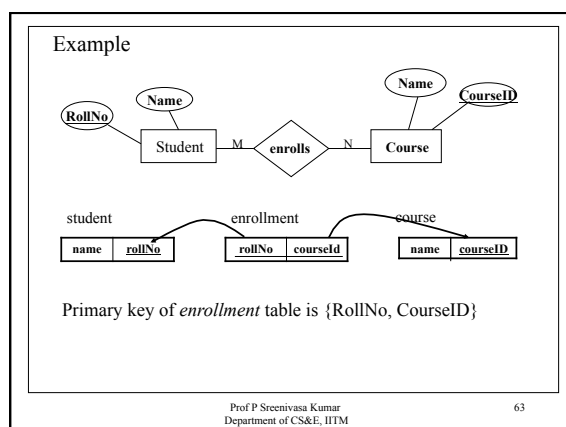 Example
Name
Name
CourseID
RollNo
Student
M
enrolls
N
Course
student
enrollment
course
name rollNo
rollNo courseId
name courseID
Primary key of enrollment table is {RollNo, CourseID}
Prof P Sreenivasa Kumar
Department of CS&E, IITM
63